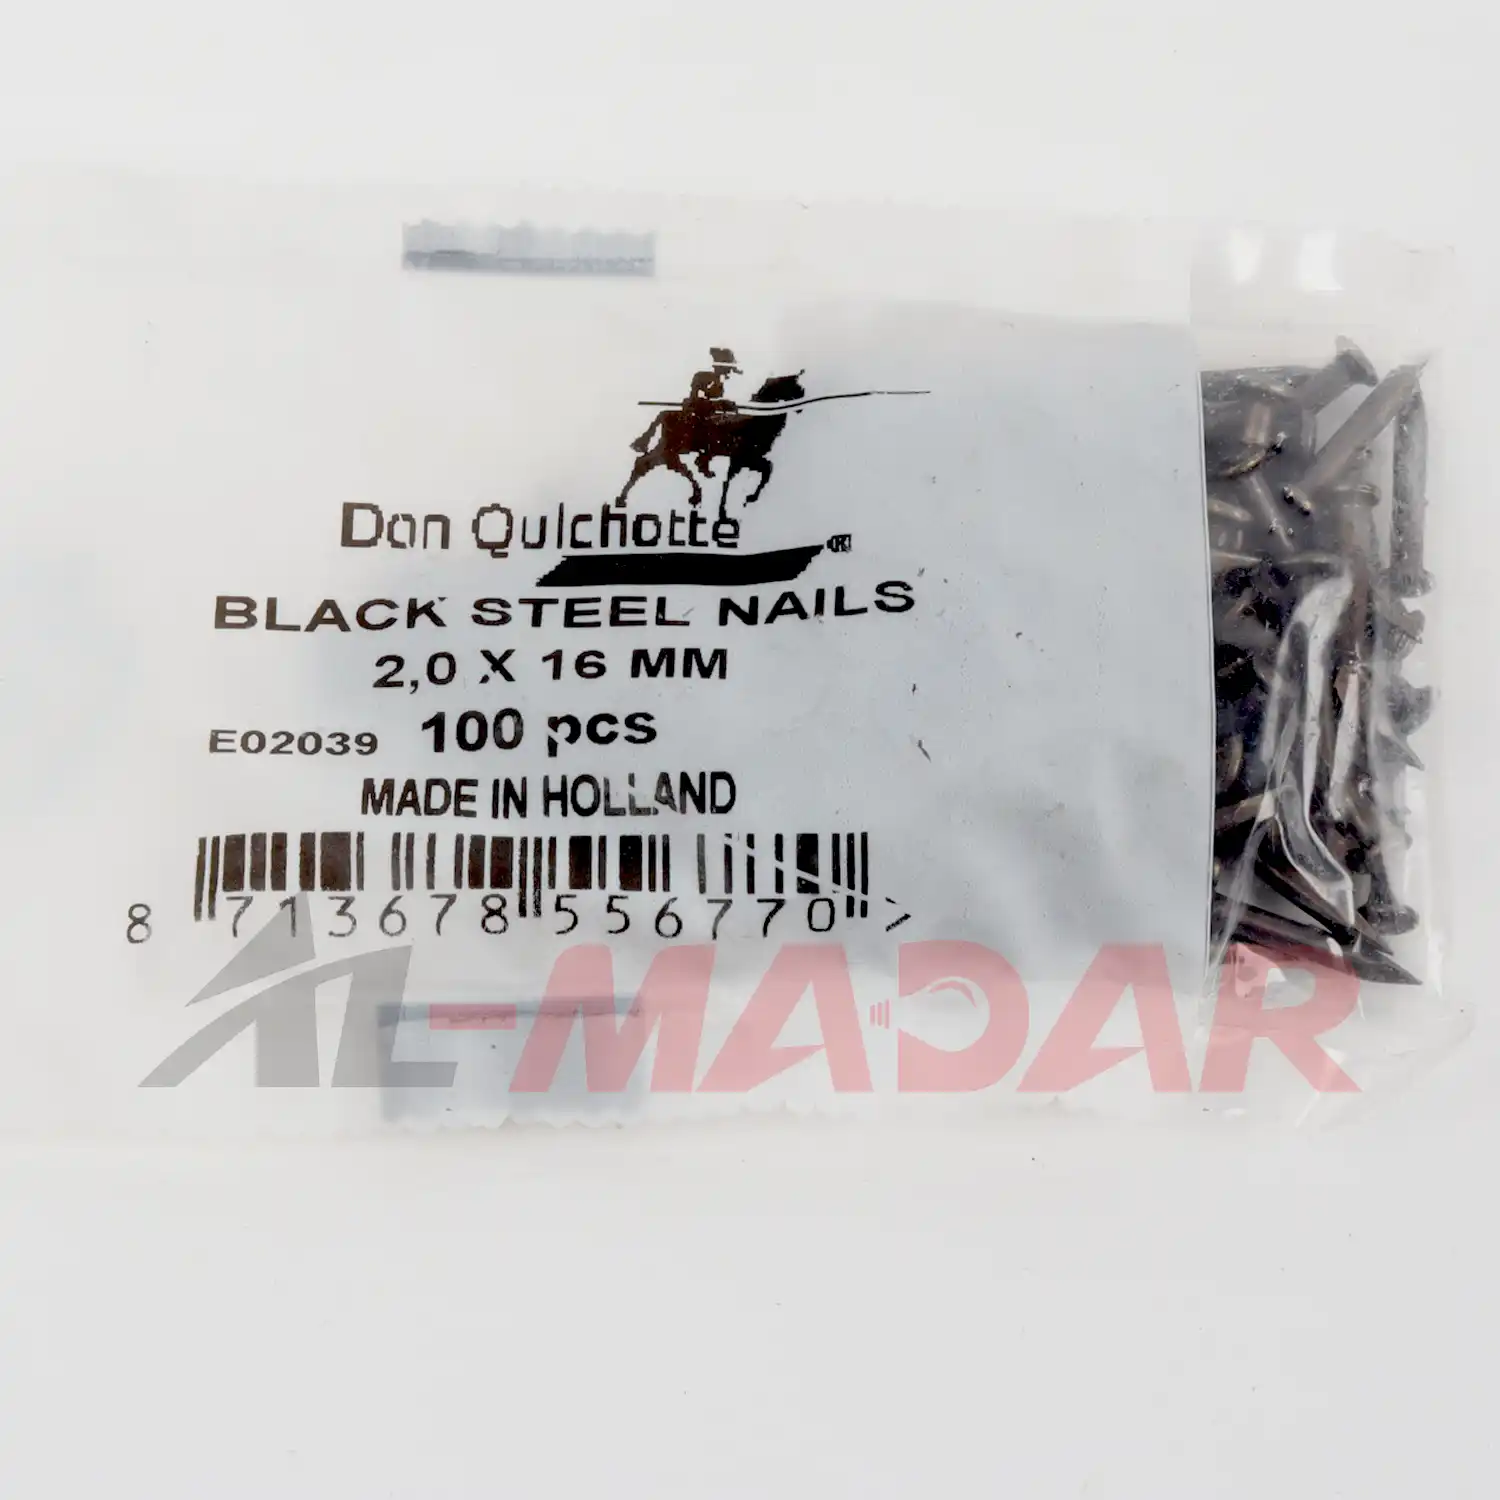 Don Quichotte
BLACK STEEL NAILS
2,0 X 16 MM
E02039 100 pcs
MADE IN HOLLAND
8 713678 556770 >
AL-MADAR